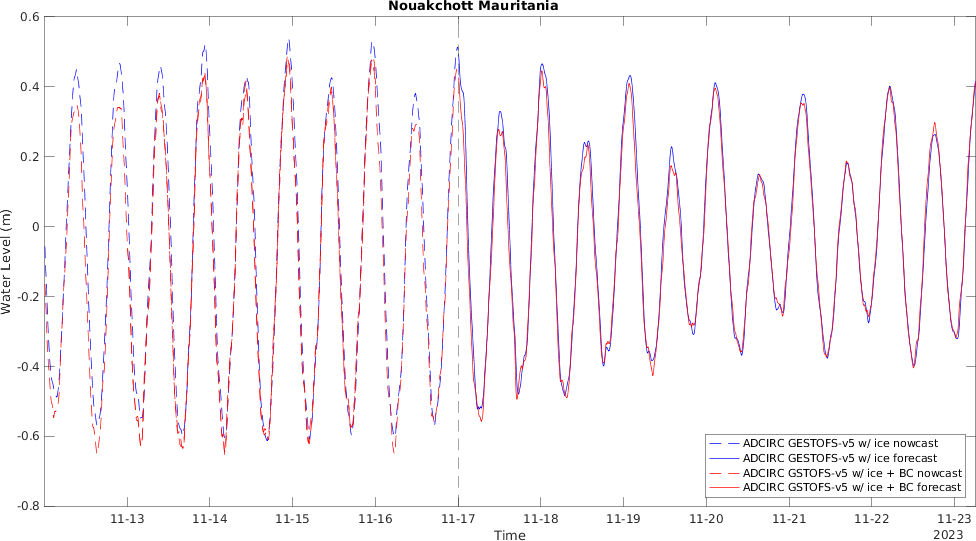 Nouakchott Mauritania
0.6
0.4
0.2
0
-0.2
-0.4
-0.6
-0.8
Water Level (m)
ADCIRC GESTOFS-v5 w/ ice nowcast
ADCIRC GESTOFS-v5 w/ ice forecast
ADCIRC GSTOFS-v5 w/ ice + BC nowcast
ADCIRC GSTOFS-v5 w/ ice + BC forecast
11-13 11-14 11-15 11-16 11-17 11-18 11-19 11-20 11-21 11-22 11-23
2023
Time